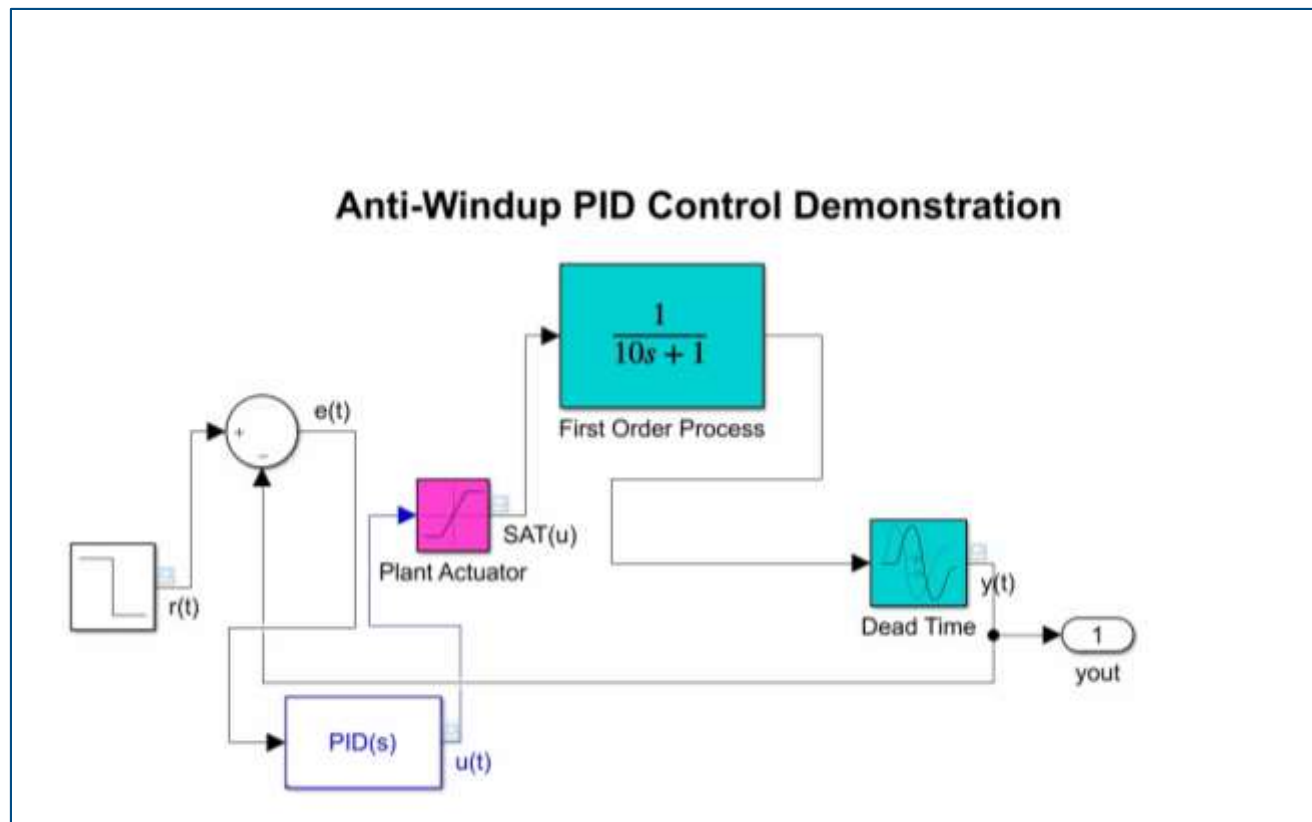 Anti-Windup PID Control Demonstration
1
10s + 1
First Order Process
e(t)
+
−
SAT(u)
Plant Actuator
r(t)
y(t)
Dead Time
1
yout
PID(s)
u(t)